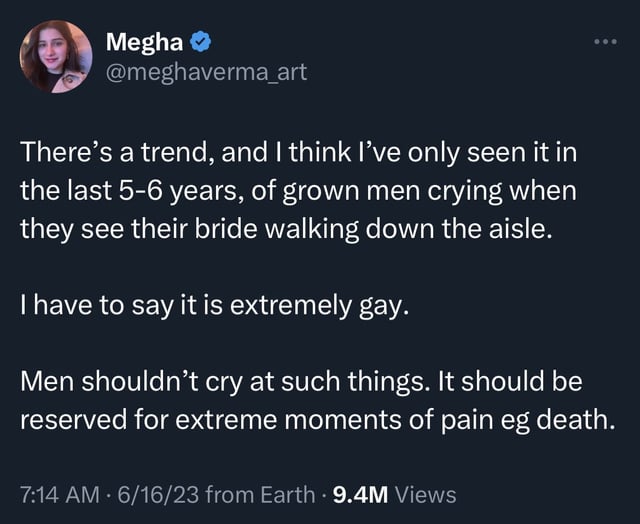 Megha
@meghaverma_art
There’s a trend, and I think I’ve only seen it in
the last 5-6 years, of grown men crying when
they see their bride walking down the aisle.
I have to say it is extremely gay.
Men shouldn’t cry at such things. It should be
reserved for extreme moments of pain eg death.
7:14 AM · 6/16/23 from Earth · 9.4M Views